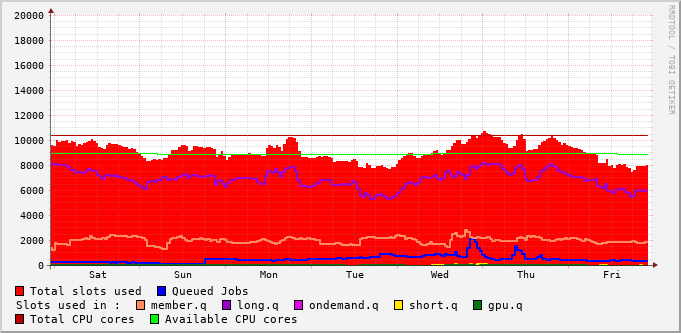 20000
18000
16000
14000
12000
10000
8000
6000
4000
2000
0
Sat Sun Mon Tue Wed Thu Fri
Total slots used Queued Jobs
Slots used in : member.q long.q ondemand.q short.q gpu.q
Total CPU cores Available CPU cores
RRDTOOL / TOBI OETIKER